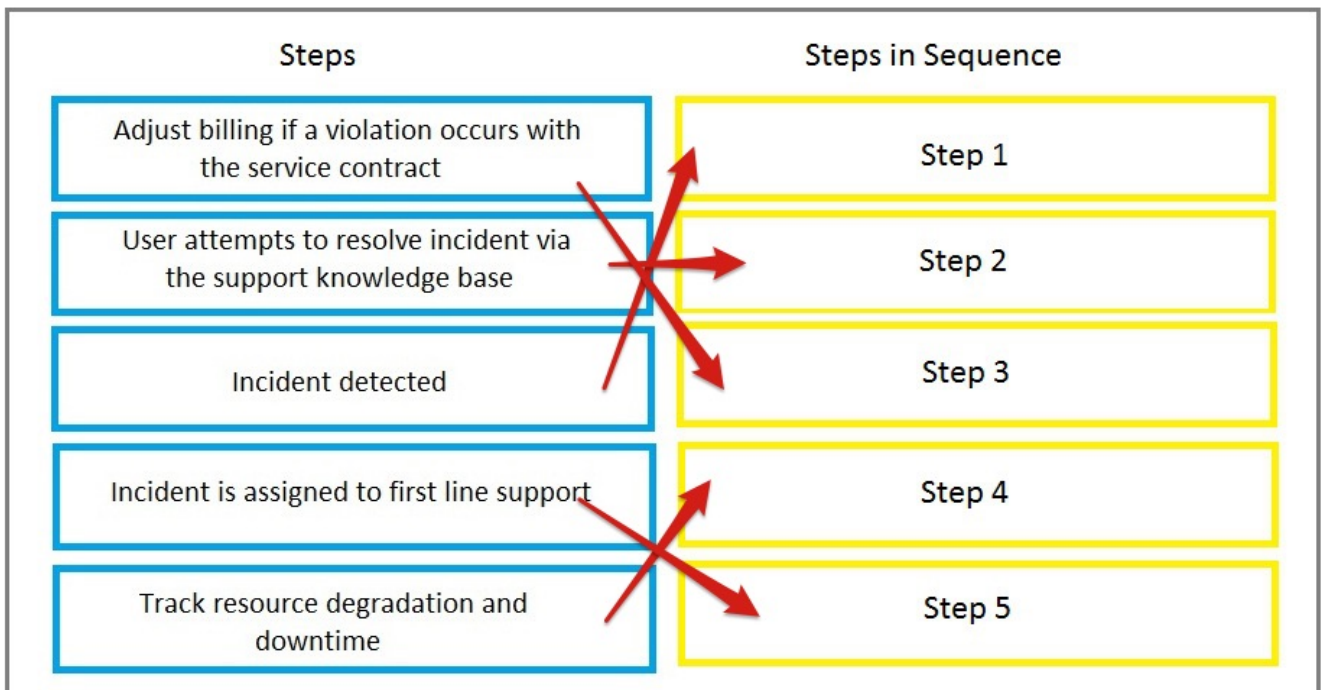 Steps
Steps in Sequence
Adjust billing if a violation occurs with
the service contract
Step 1
User attempts to resolve incident via
the support knowledge base
Step 2
Incident detected
Step 3
Incident is assigned to first line support
Step 4
Track resource degradation and
downtime
Step 5